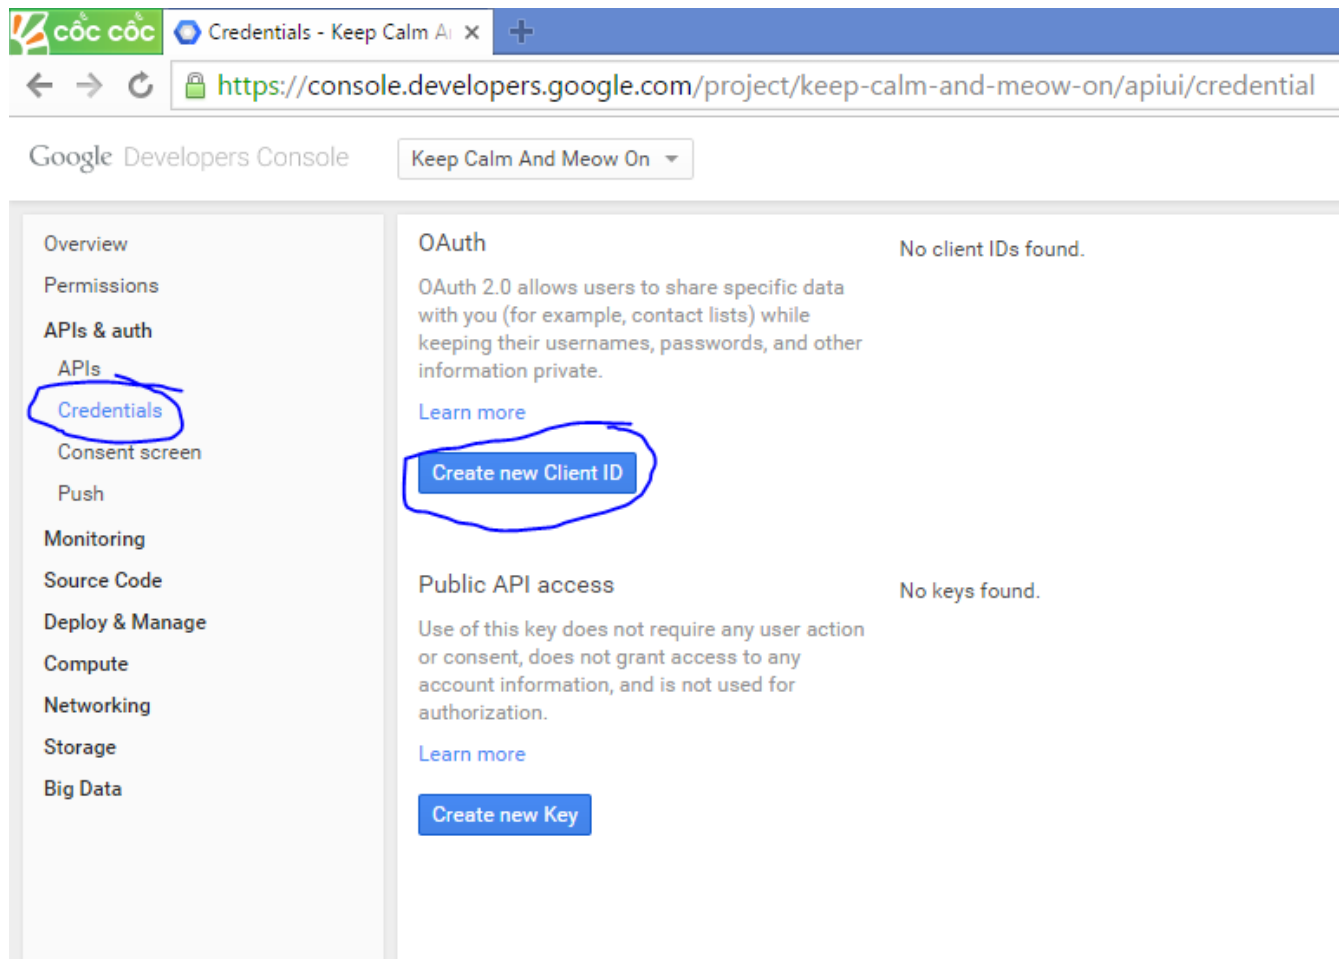 cốc cốc
Credentials - Keep Calm A
https://console.developers.google.com/project/keep-calm-and-meow-on/apiui/credential
Google Developers Console
Keep Calm And Meow On
Overview
Permissions
APIs & auth
APIs
Credentials
Consent screen
Push
Monitoring
Source Code
Deploy & Manage
Compute
Networking
Storage
Big Data
OAuth
OAuth 2.0 allows users to share specific data
with you (for example, contact lists) while
keeping their usernames, passwords, and other
information private.
Learn more
Create new Client ID
No client IDs found.
Public API access
Use of this key does not require any user action
or consent, does not grant access to any
account information, and is not used for
authorization.
Learn more
Create new Key
No keys found.